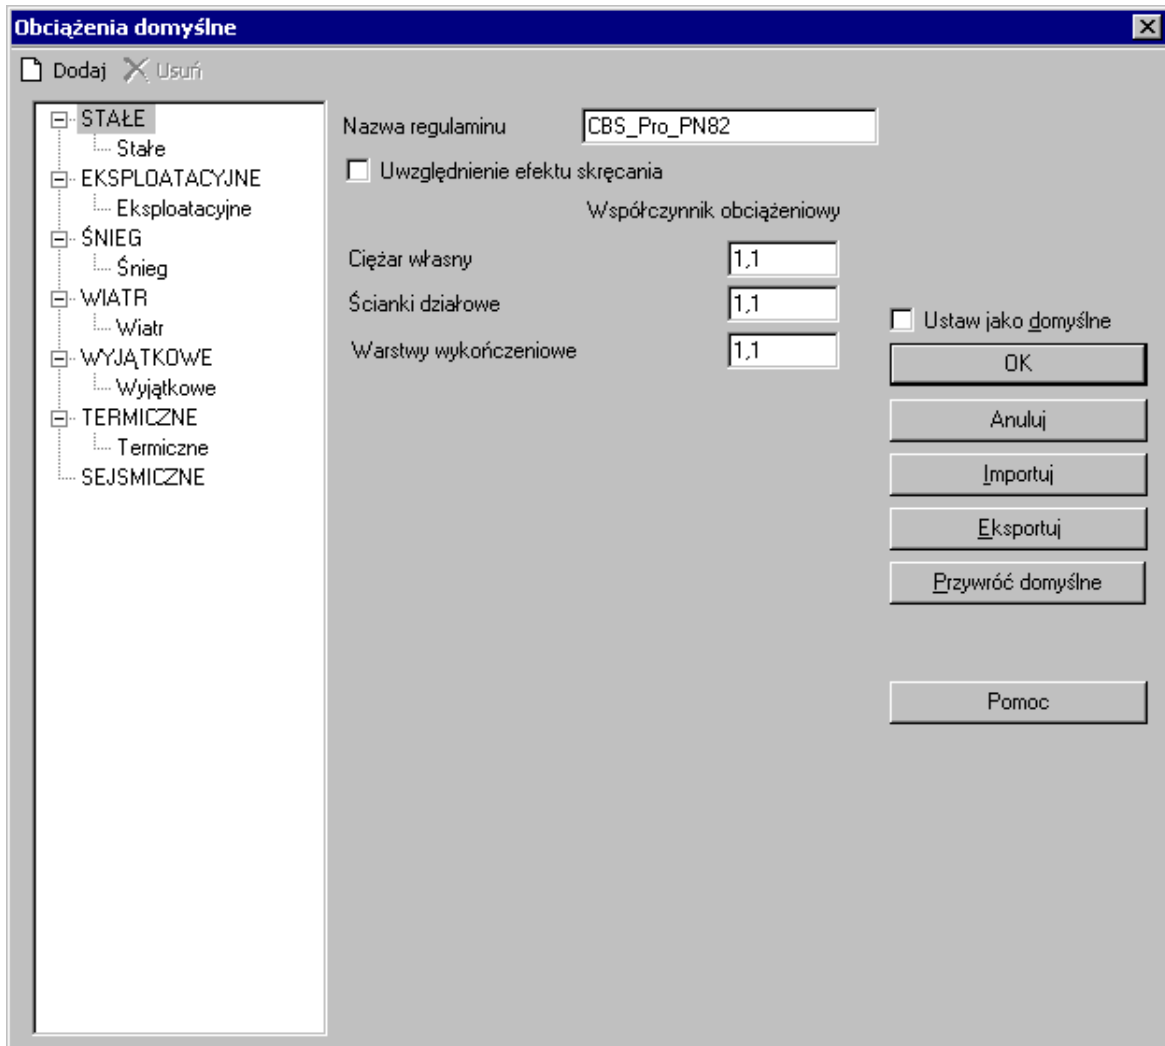 Obciążenia domyślne
Dodaj Usuń
STAŁE
Stałe
EKSPLOATACYJNE
Eksploatacyjne
ŚNIEG
Śnieg
WIATR
Wiatr
WYJĄTKOWE
Wyjątkowe
TERMICZNE
Termiczne
SEJSMICZNE
Nazwa regulaminu CBS_Pro_PN82
Uwzględnienie efektu skręcania
Współczynnik obciążeniowy
Ciężar własny 1,1
Ścianki działowe 1,1
Warstwy wykończeniowe 1,1
Ustaw jako domyślne
OK
Anuluj
Importuj
Eksportuj
Przywróć domyślne
Pomoc